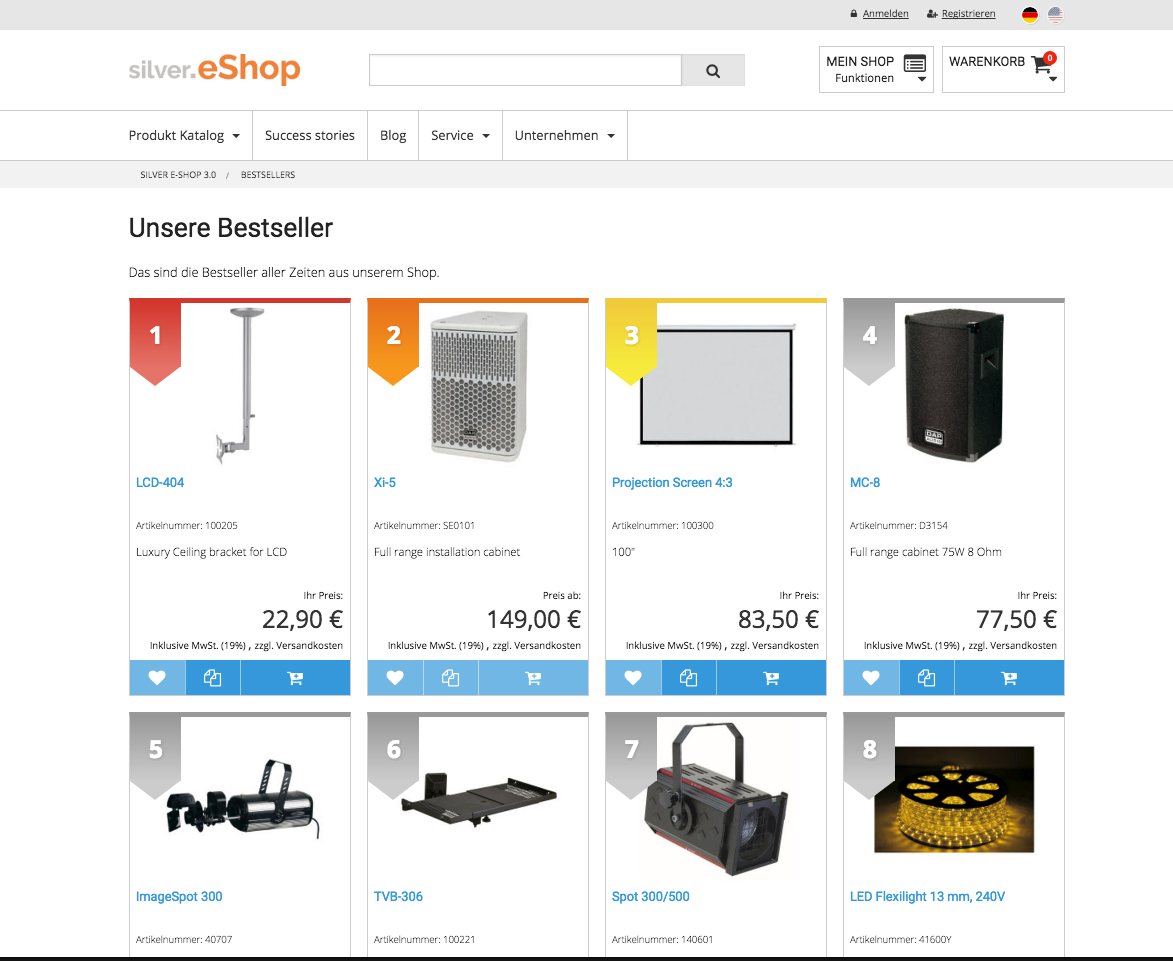 Anmelden Registrieren
silver.eShop
MEIN SHOP
Funktionen
WARENKORB 0
Produkt Katalog Success stories Blog Service Unternehmen
SILVER E-SHOP 3.0 / BESTSELLERS
Unsere Bestseller
Das sind die Bestseller aller Zeiten aus unserem Shop.
1
LCD-404
Artikelnummer: 100205
Luxury Ceiling bracket for LCD
Ihr Preis:
22,90 €
Inklusive MwSt. (19%) , zzgl. Versandkosten
2
Xi-5
Artikelnummer: SE0101
Full range installation cabinet
Preis ab:
149,00 €
Inklusive MwSt. (19%) , zzgl. Versandkosten
3
Projection Screen 4:3
Artikelnummer: 100300
100"
Ihr Preis:
83,50 €
Inklusive MwSt. (19%) , zzgl. Versandkosten
4
DAP
AUDIO
MC-8
Artikelnummer: D3154
Full range cabinet 75W 8 Ohm
Ihr Preis:
77,50 €
Inklusive MwSt. (19%) , zzgl. Versandkosten
5
ImageSpot 300
Artikelnummer: 40707
6
TVB-306
Artikelnummer: 100221
7
Spot 300/500
Artikelnummer: 140601
8
LED Flexilight 13 mm, 240V
Artikelnummer: 41600Y